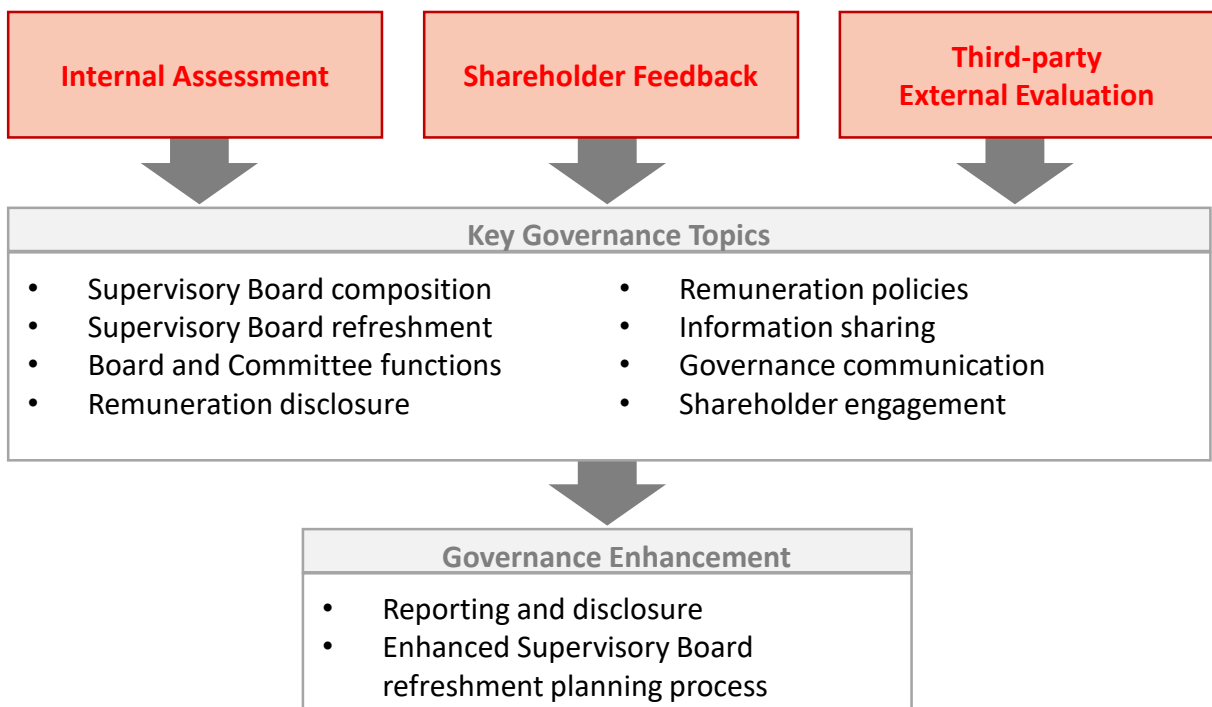 Internal Assessment
Shareholder Feedback
Third-party
External Evaluation
Key Governance Topics
• Supervisory Board composition
• Supervisory Board refreshment
• Board and Committee functions
• Remuneration disclosure
• Remuneration policies
• Information sharing
• Governance communication
• Shareholder engagement
Governance Enhancement
• Reporting and disclosure
• Enhanced Supervisory Board
refreshment planning process